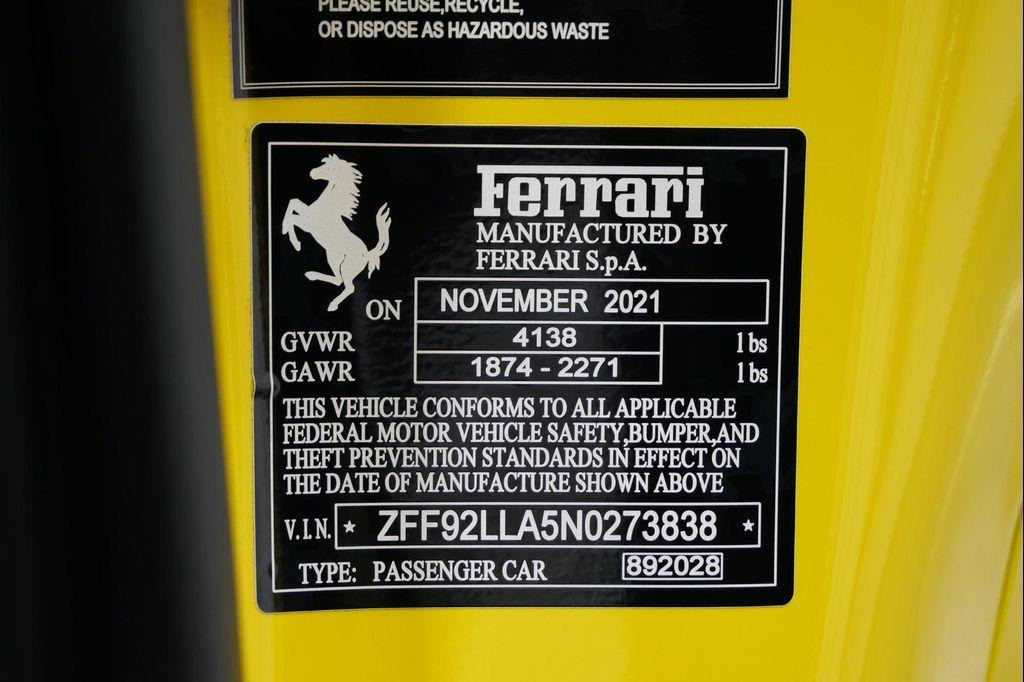 PLEASE REUSE,RECYCLE,
OR DISPOSE AS HAZARDOUS WASTE
Ferrari
MANUFACTURED BY
FERRARI S.p.A.
ON NOVEMBER 2021
GVWR 4138 lbs
GAWR 1874 - 2271 lbs
THIS VEHICLE CONFORMS TO ALL APPLICABLE
FEDERAL MOTOR VEHICLE SAFETY,BUMPER,AND
THEFT PREVENTION STANDARDS IN EFFECT ON
THE DATE OF MANUFACTURE SHOWN ABOVE
V.I.N. * ZFF92LLA5N0273838 *
TYPE: PASSENGER CAR 892028